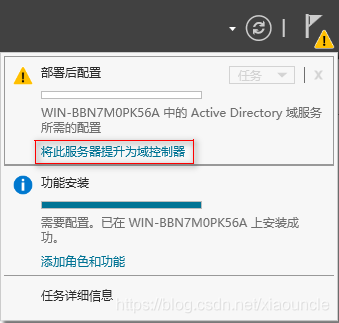 部署后配置
任务
X
WIN-BBN7M0PK56A 中的 Active Directory 域服务
所需的配置
将此服务器提升为域控制器
功能安装
需要配置。已在 WIN-BBN7M0PK56A 上安装成
功。
添加角色和功能
任务详细信息
https://blog.csdn.net/xiaouncle